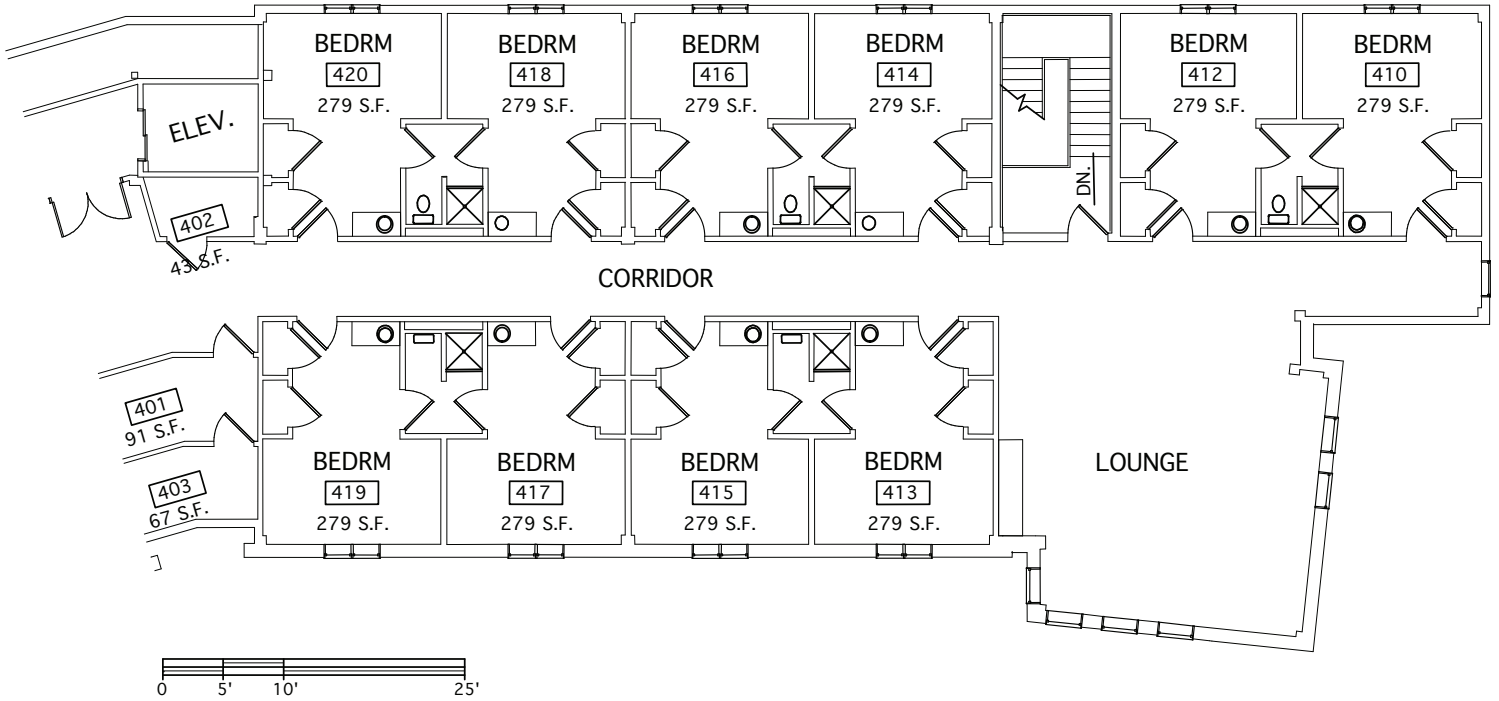 BEDRM
420
279 S.F.
BEDRM
418
279 S.F.
BEDRM
416
279 S.F.
BEDRM
414
279 S.F.
BEDRM
412
279 S.F.
BEDRM
410
279 S.F.
ELEV.
DN.
402
43 S.F.
CORRIDOR
401
91 S.F.
403
67 S.F.
BEDRM
419
279 S.F.
BEDRM
417
279 S.F.
BEDRM
415
279 S.F.
BEDRM
413
279 S.F.
LOUNGE
0 5' 10' 25'